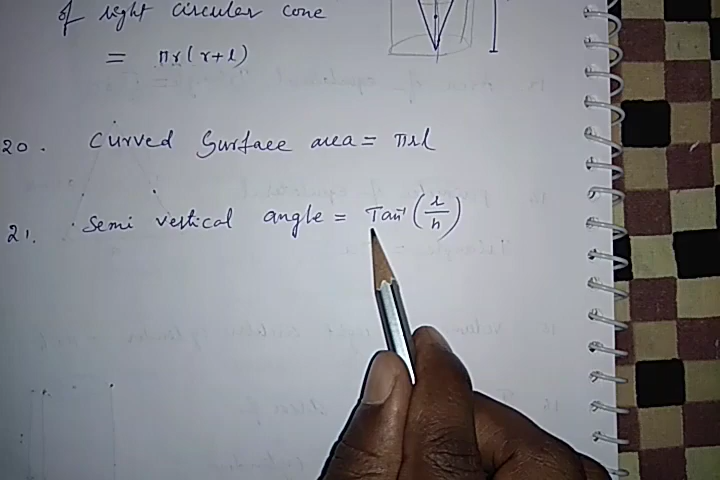 of right circular cone
= πr(r+l)
20. Curved Surface area = πrl
21. Semi vertical angle = Tan⁻¹(r/h)